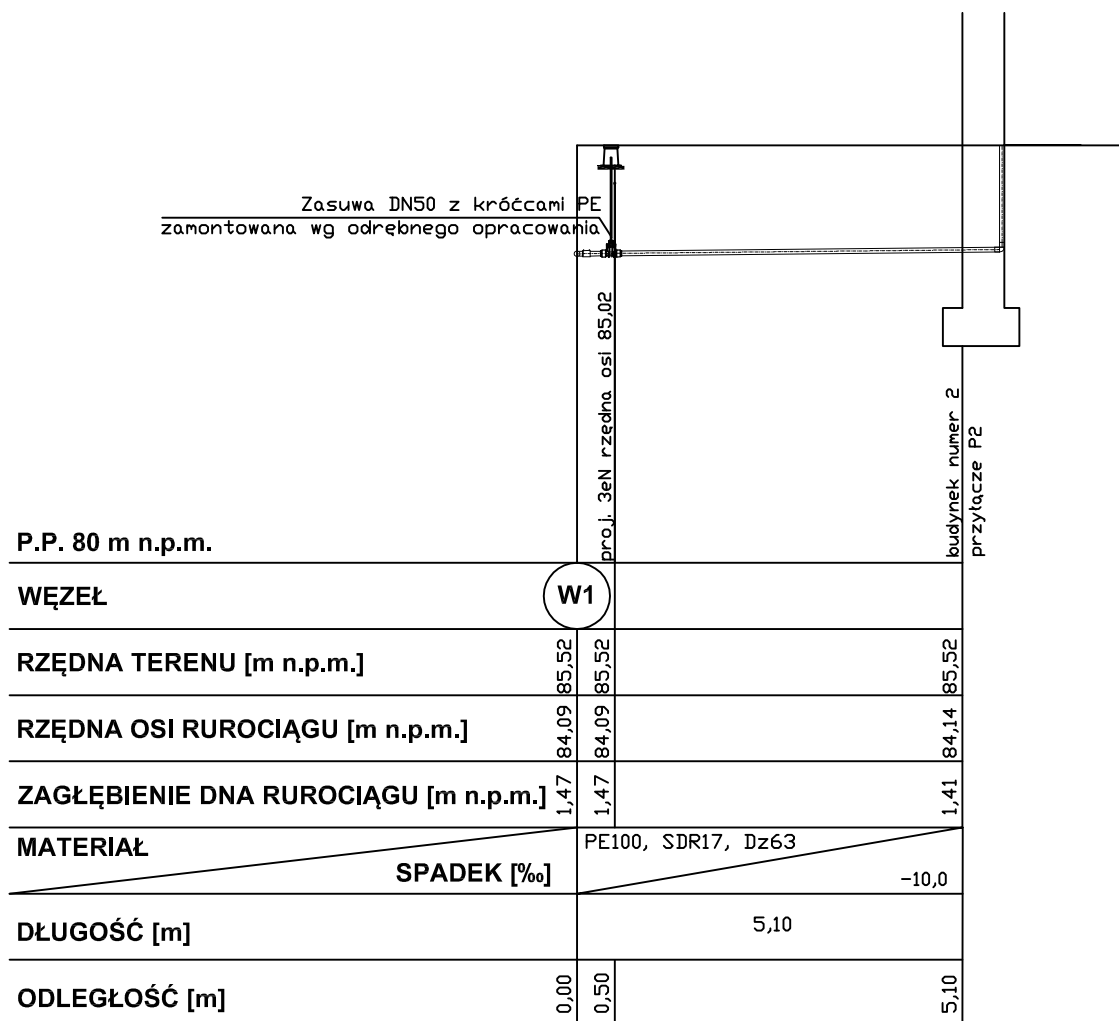 Zasuwa DN50 z króćcami PE
zamontowana wg odrębnego opracowania
proj. 3eN rzędna osi 85,02
budynek numer 2
przyłącze P2
P.P. 80 m n.p.m.
WĘZEŁ
W1
RZĘDNA TERENU [m n.p.m.]
85,52
85,52
85,52
RZĘDNA OSI RUROCIĄGU [m n.p.m.]
84,09
84,09
84,14
ZAGŁĘBIENIE DNA RUROCIĄGU [m n.p.m.]
1,47
1,47
1,41
MATERIAŁ
SPADEK [‰]
PE100, SDR17, Dz63
-10,0
DŁUGOŚĆ [m]
5,10
ODLEGŁOŚĆ [m]
0,00
0,50
5,10